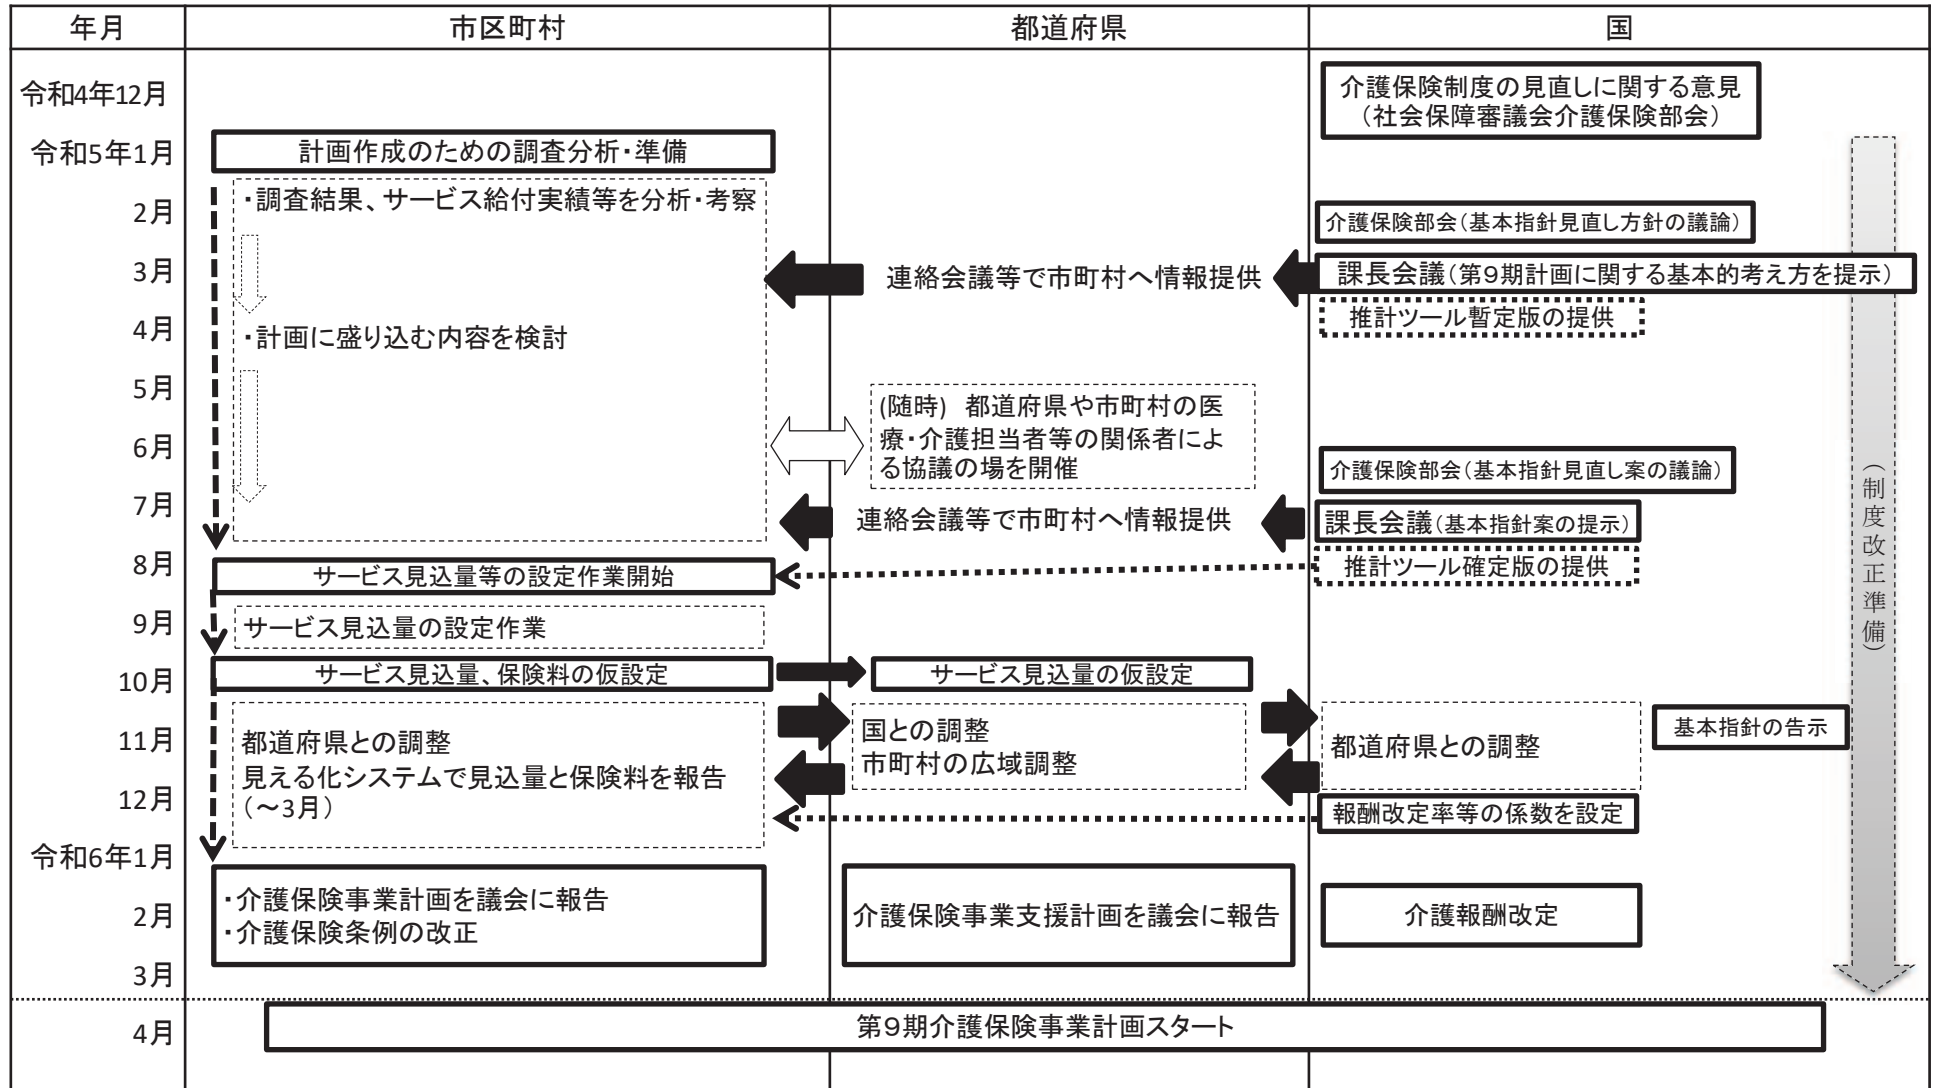 年月
市区町村
都道府県
国
令和4年12月
介護保険制度の見直しに関する意見
（社会保障審議会介護保険部会）
令和5年1月
計画作成のための調査分析・準備
2月
・調査結果、サービス給付実績等を分析・考察
介護保険部会（基本指針見直し方針の議論）
3月
連絡会議等で市町村へ情報提供
課長会議（第９期計画に関する基本的考え方を提示）
4月
・計画に盛り込む内容を検討
推計ツール暫定版の提供
5月
(随時)　都道府県や市町村の医
療・介護担当者等の関係者によ
る協議の場を開催
6月
介護保険部会（基本指針見直し案の議論）
7月
連絡会議等で市町村へ情報提供
課長会議（基本指針案の提示）
8月
サービス見込量等の設定作業開始
推計ツール確定版の提供
（制度改正準備）
9月
サービス見込量の設定作業
10月
サービス見込量、保険料の仮設定
サービス見込量の仮設定
11月
都道府県との調整
見える化システムで見込量と保険料を報告
（～3月）
国との調整
市町村の広域調整
都道府県との調整
基本指針の告示
12月
報酬改定率等の係数を設定
令和6年1月
2月
・介護保険事業計画を議会に報告
・介護保険条例の改正
介護保険事業支援計画を議会に報告
介護報酬改定
3月
4月
第９期介護保険事業計画スタート